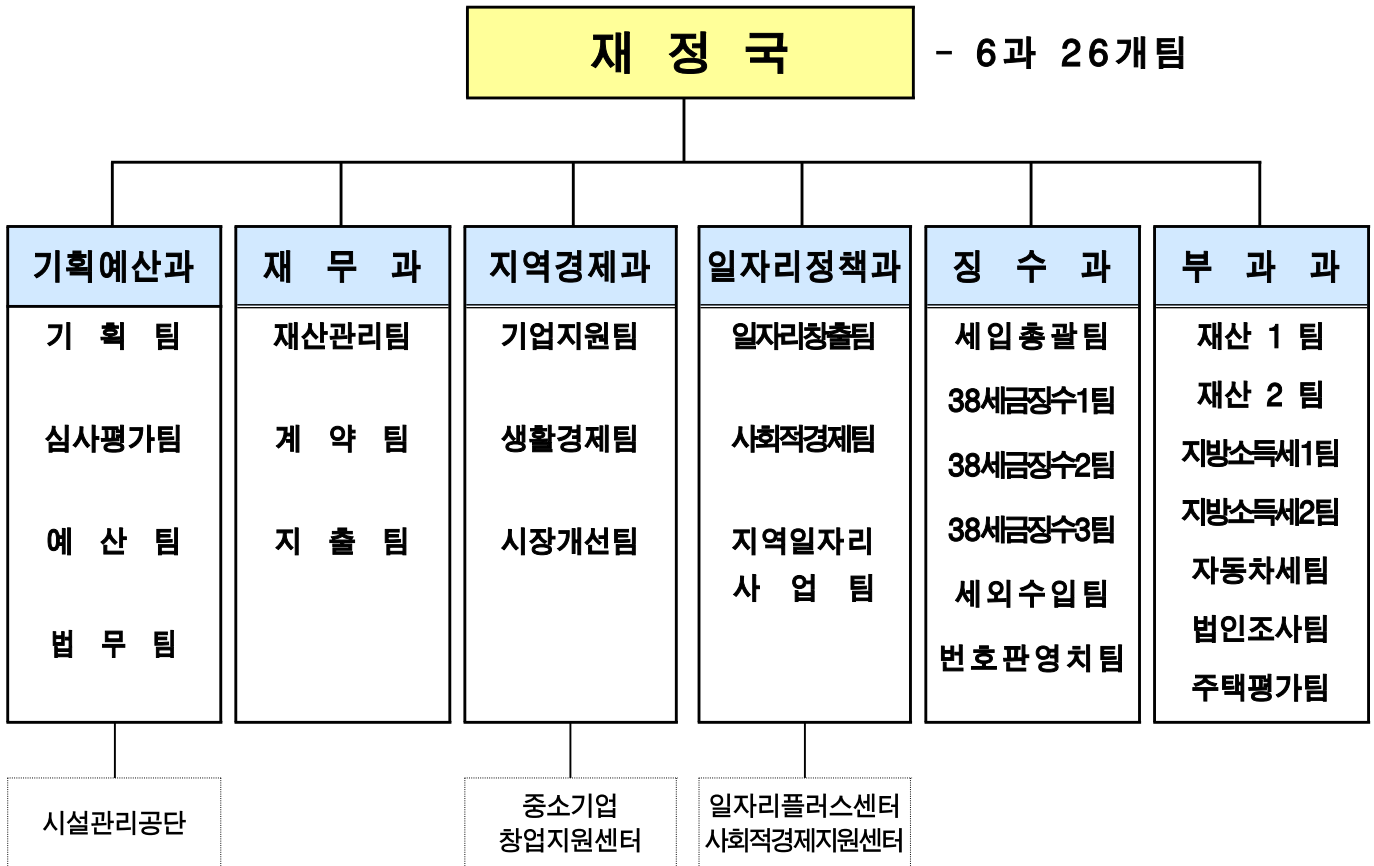 재 정 국
- 6과 26개팀
기획예산과
기 획 팀
심사평가팀
예 산 팀
법 무 팀
시설관리공단
재 무 과
재산관리팀
계 약 팀
지 출 팀
지역경제과
기업지원팀
생활경제팀
시장개선팀
중소기업
창업지원센터
일자리정책과
일자리창출팀
사회적경제팀
지역일자리
사 업 팀
일자리플러스센터
사회적경제지원센터
징 수 과
세입총괄팀
38세금징수1팀
38세금징수2팀
38세금징수3팀
세외수입팀
번호판영치팀
부 과 과
재산 1 팀
재산 2 팀
지방소득세1팀
지방소득세2팀
자동차세팀
법인조사팀
주택평가팀